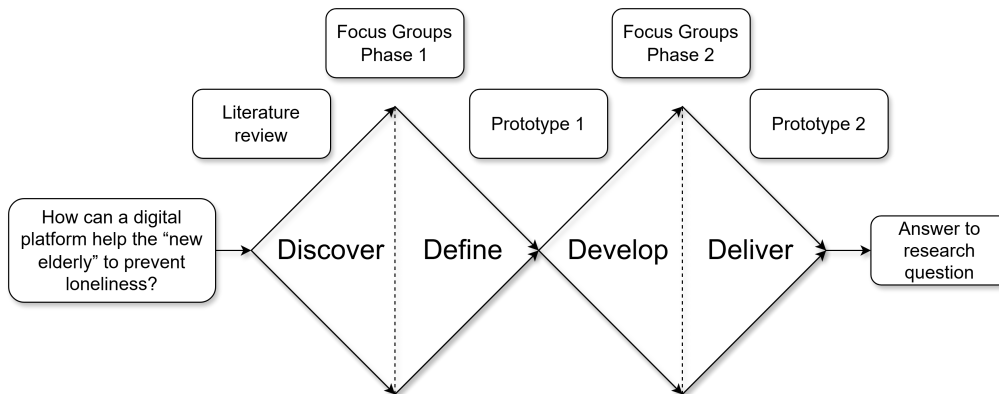 Focus Groups
Phase 1
Focus Groups
Phase 2
Literature
review
Prototype 1
Prototype 2
How can a digital
platform help the “new
elderly” to prevent
loneliness?
Discover
Define
Develop
Deliver
Answer to
research
question